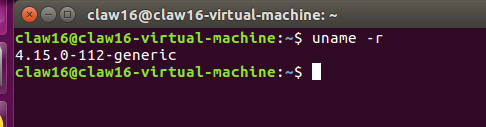 claw16@claw16-virtual-machine: ~
claw16@claw16-virtual-machine:~$ uname -r
4.15.0-112-generic
claw16@claw16-virtual-machine:~$